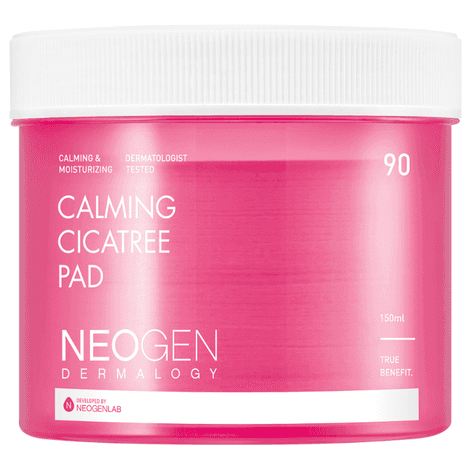 CALMING &
MOISTURIZING
DERMATOLOGIST
TESTED
90
CALMING
CICATREE
PAD
150ml
NEOGEN
DERMALOGY
TRUE
BENEFIT.
N
DEVELOPED BY
NEOGENLAB